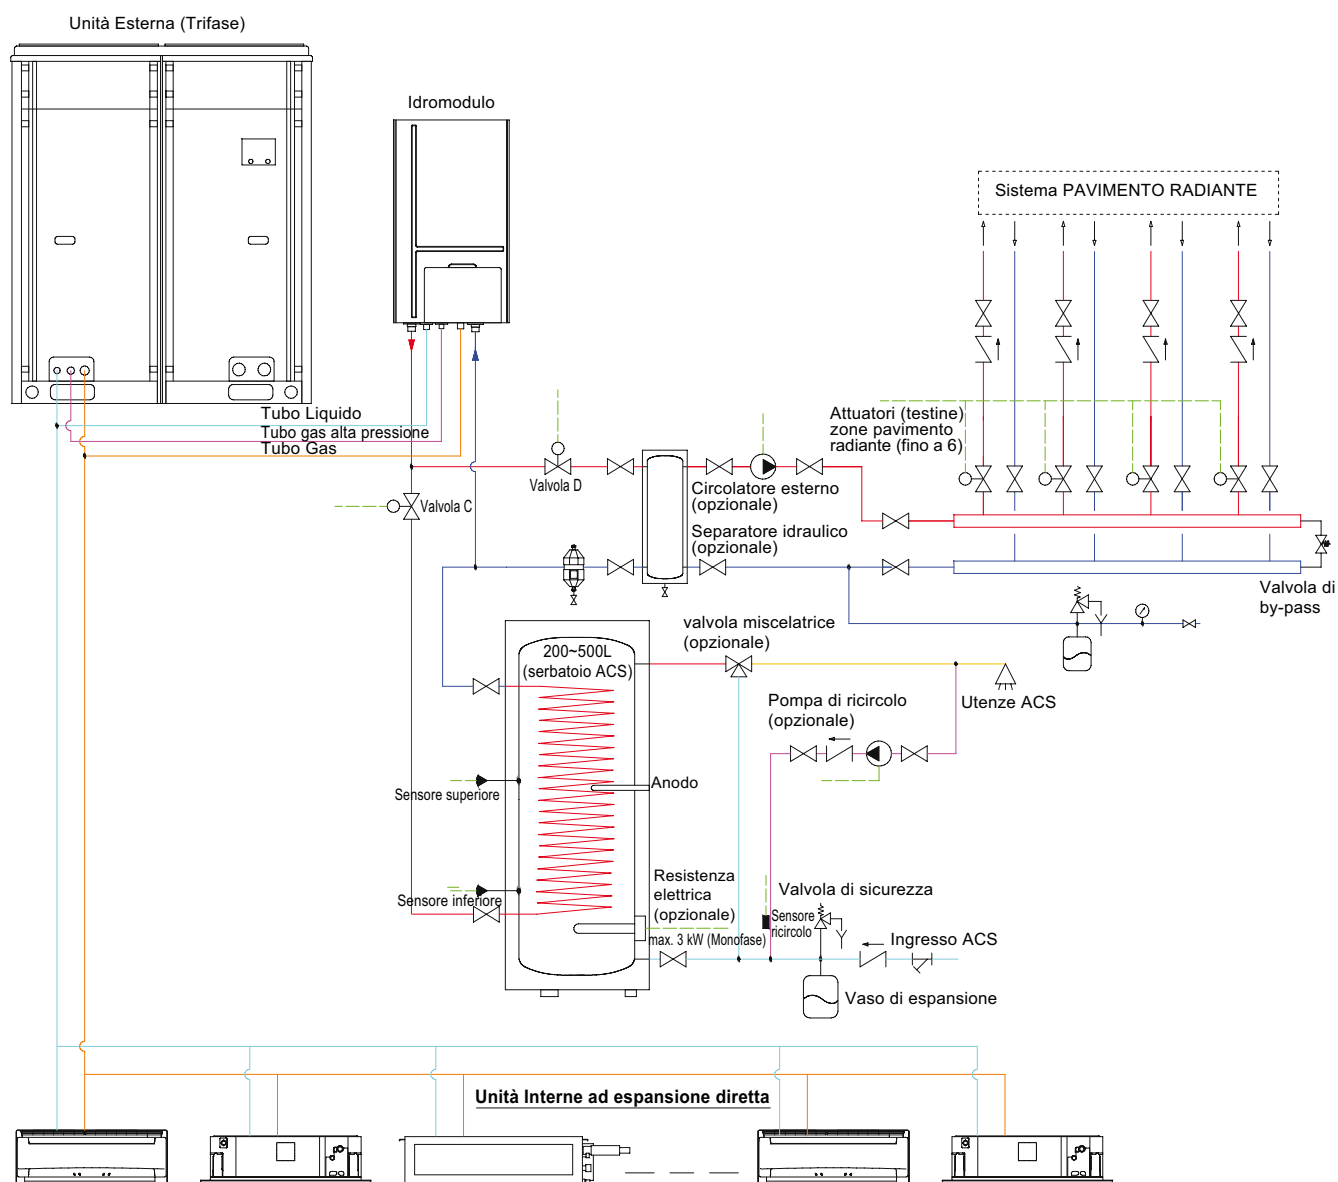 Unità Esterna (Trifase)
Idromodulo
Sistema PAVIMENTO RADIANTE
Tubo Liquido
Tubo gas alta pressione
Tubo Gas
Attuatori (testine)
zone pavimento
radiante (fino a 6)
Valvola D
Valvola C
Circolatore esterno
(opzionale)
Separatore idraulico
(opzionale)
Valvola di
by-pass
valvola miscelatrice
(opzionale)
200~500L
(serbatoio ACS)
Utenze ACS
Pompa di ricircolo
(opzionale)
Sensore superiore
Anodo
Resistenza
elettrica
(opzionale)
max. 3 kW (Monofase)
Sensore inferiore
Valvola di sicurezza
Sensore
ricircolo
Ingresso ACS
Vaso di espansione
Unità Interne ad espansione diretta